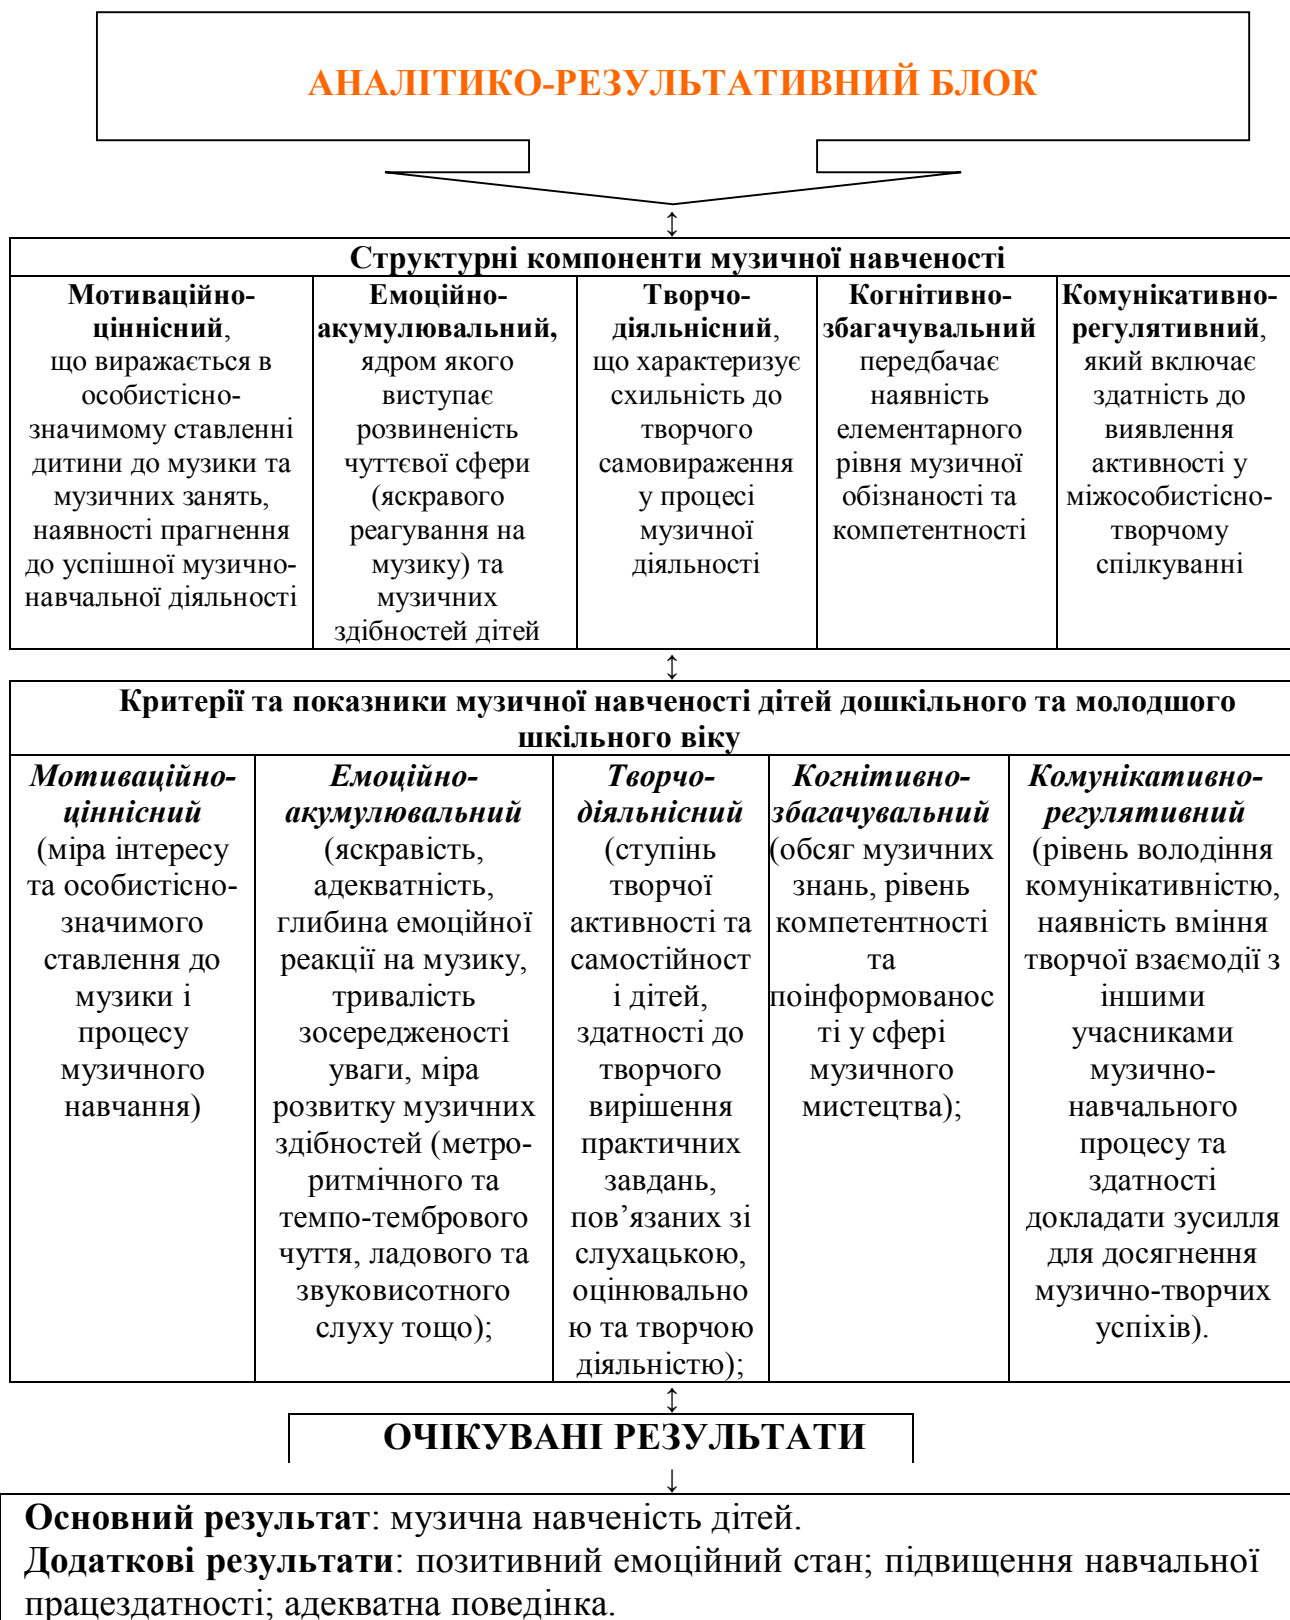 АНАЛІТИКО-РЕЗУЛЬТАТИВНИЙ БЛОК
↕
Структурні компоненти музичної навченості
Мотиваційно-
ціннісний,
що виражається в
особистісно-
значимому ставленні
дитини до музики та
музичних занять,
наявності прагнення
до успішної музично-
навчальної діяльності
Емоційно-
акумулювальний,
ядром якого
виступає
розвиненість
чуттєвої сфери
(яскравого
реагування на
музику) та
музичних
здібностей дітей
Творчо-
діяльнісний,
що характеризує
схильність до
творчого
самовираження
у процесі
музичної
діяльності
Когнітивно-
збагачувальний
передбачає
наявність
елементарного
рівня музичної
обізнаності та
компетентності
Комунікативно-
регулятивний,
який включає
здатність до
виявлення
активності у
міжособистісно-
творчому
спілкуванні
↕
Критерії та показники музичної навченості дітей дошкільного та молодшого
шкільного віку
Мотиваційно-
ціннісний
(міра інтересу
та особистісно-
значимого
ставлення до
музики і
процесу
музичного
навчання)
Емоційно-
акумулювальний
(яскравість,
адекватність,
глибина емоційної
реакції на музику,
тривалість
зосередженості
уваги, міра
розвитку музичних
здібностей (метро-
ритмічного та
темпо-тембрового
чуття, ладового та
звуковисотного
слуху тощо);
Творчо-
діяльнісний
(ступінь
творчої
активності та
самостійност
і дітей,
здатності до
творчого
вирішення
практичних
завдань,
пов’язаних зі
слухацькою,
оцінювально
ю та творчою
діяльністю);
Когнітивно-
збагачувальний
(обсяг музичних
знань, рівень
компетентності
та
поінформованос
ті у сфері
музичного
мистецтва);
Комунікативно-
регулятивний
(рівень володіння
комунікативністю,
наявність вміння
творчої взаємодії з
іншими
учасниками
музично-
навчального
процесу та
здатності
докладати зусилля
для досягнення
музично-творчих
успіхів).
↕
ОЧІКУВАНІ РЕЗУЛЬТАТИ
↓
Основний результат: музична навченість дітей.
Додаткові результати: позитивний емоційний стан; підвищення навчальної
працездатності; адекватна поведінка.